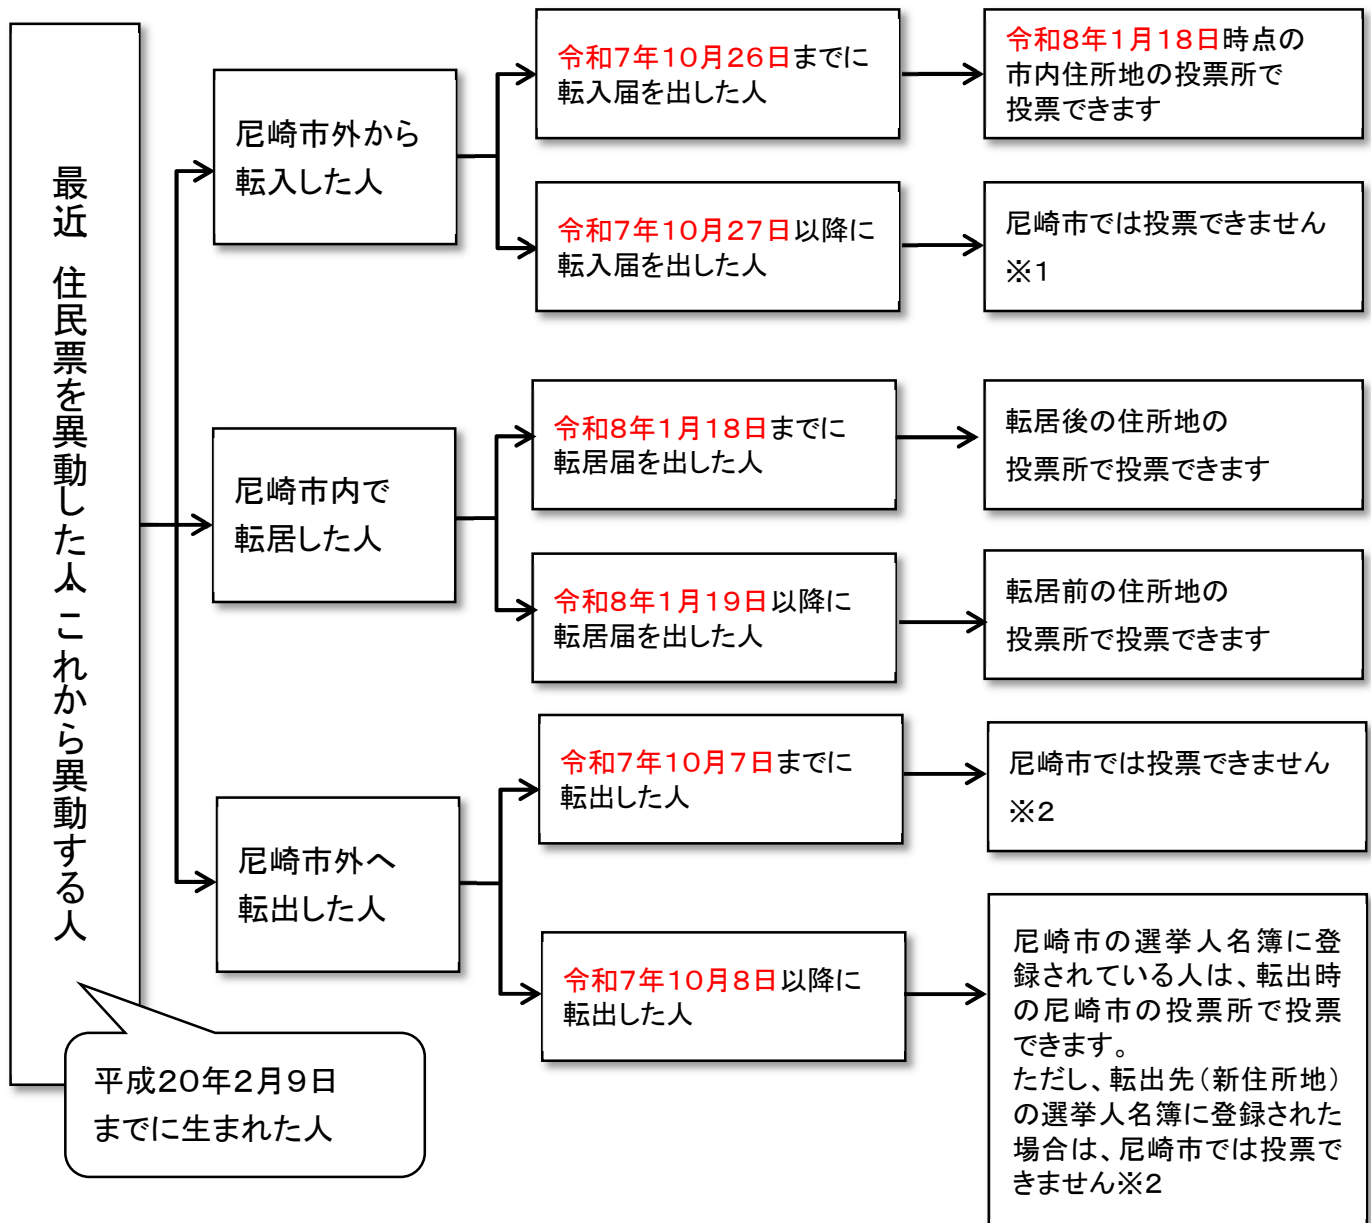 最近 住民票を異動した人・これから異動する人
平成20年2月9日
までに生まれた人
尼崎市外から
転入した人
令和7年10月26日までに
転入届を出した人
令和8年1月18日時点の
市内住所地の投票所で
投票できます
令和7年10月27日以降に
転入届を出した人
尼崎市では投票できません
※1
尼崎市内で
転居した人
令和8年1月18日までに
転居届を出した人
転居後の住所地の
投票所で投票できます
令和8年1月19日以降に
転居届を出した人
転居前の住所地の
投票所で投票できます
尼崎市外へ
転出した人
令和7年10月7日までに
転出した人
尼崎市では投票できません
※2
令和7年10月8日以降に
転出した人
尼崎市の選挙人名簿に登
録されている人は、転出時
の尼崎市の投票所で投票
できます。
ただし、転出先（新住所地）
の選挙人名簿に登録された
場合は、尼崎市では投票で
きません※2